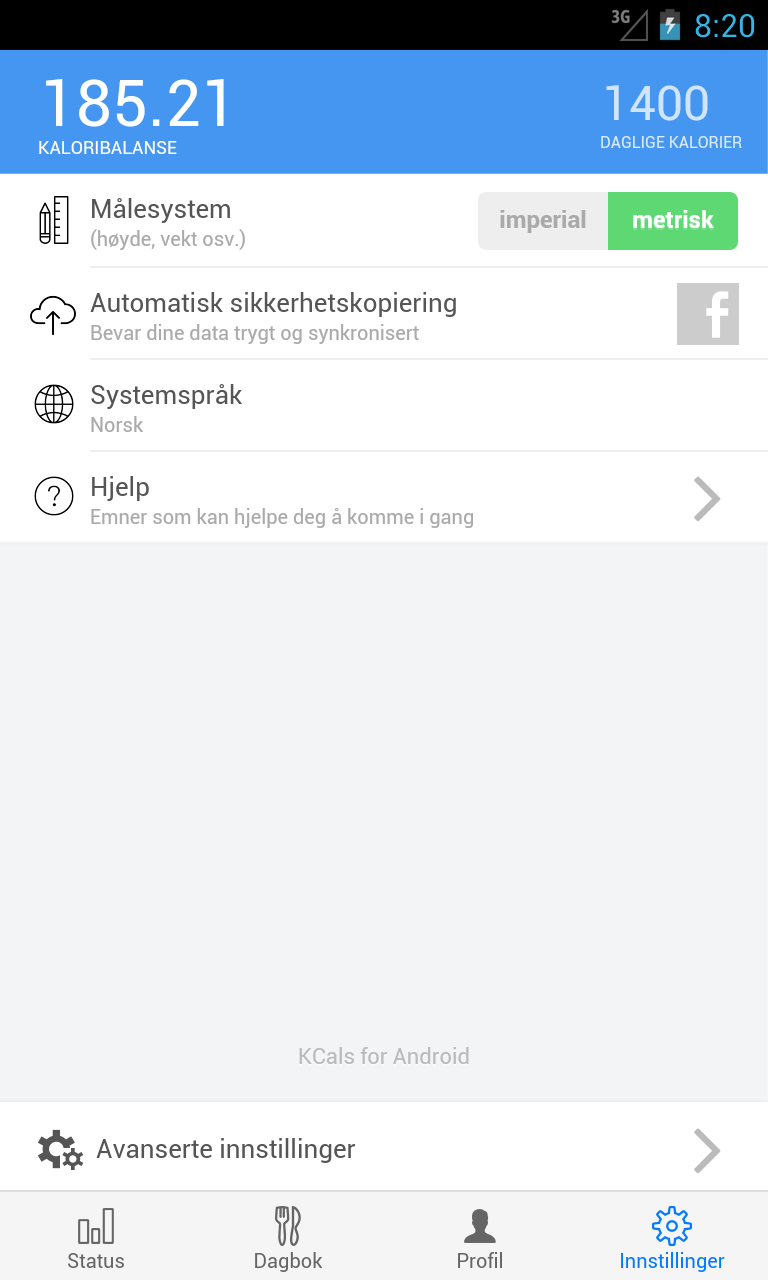 3G 8:20
185.21 1400
KALORIBALANSE DAGLIGE KALORIER
Målesystem
(høyde, vekt osv.)
imperial metrisk
Automatisk sikkerhetskopiering
Bevar dine data trygt og synkronisert
f
Systemspråk
Norsk
?
Hjelp
Emner som kan hjelpe deg å komme i gang
KCals for Android
Avanserte innstillinger
Status Dagbok Profil Innstillinger